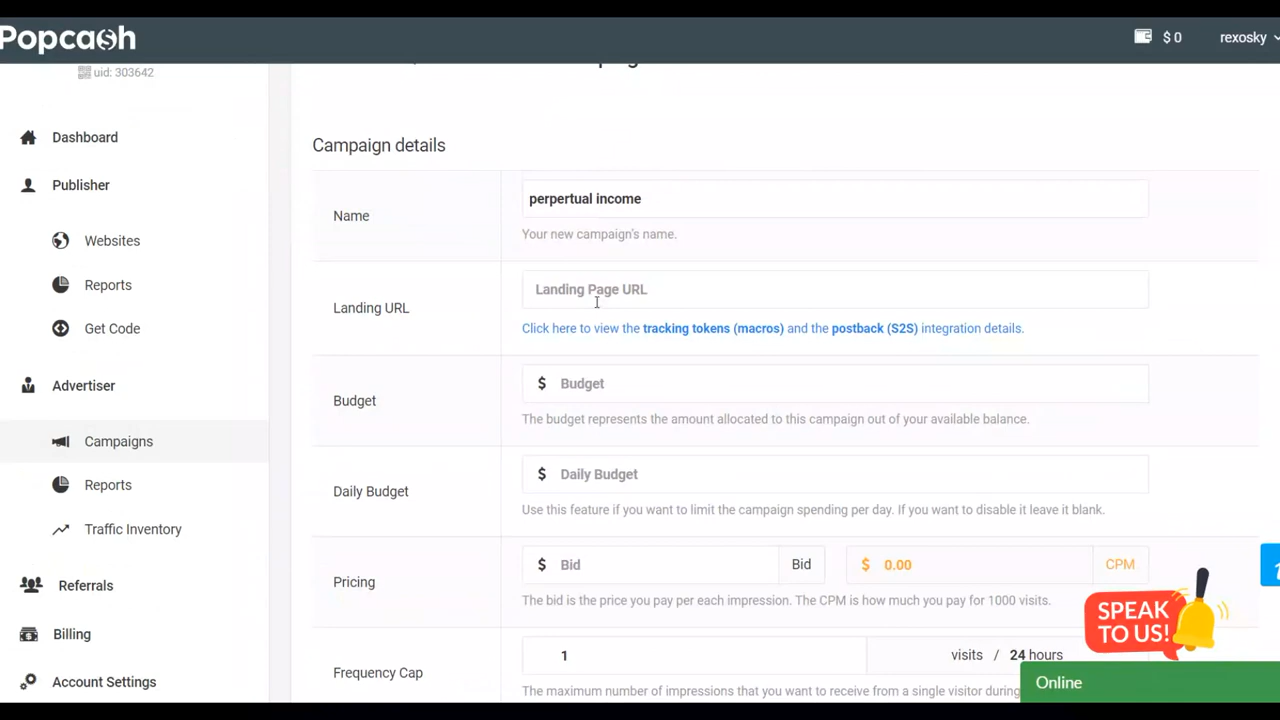 Popcash
$ 0
rexosky
uid: 303642
Dashboard
Publisher
Websites
Reports
Get Code
Advertiser
Campaigns
Reports
Traffic Inventory
Referrals
Billing
Account Settings
Campaign details
Name
perpertual income
Your new campaign's name.
Landing URL
Landing Page URL
Click here to view the tracking tokens (macros) and the postback (S2S) integration details.
Budget
$ Budget
The budget represents the amount allocated to this campaign out of your available balance.
Daily Budget
$ Daily Budget
Use this feature if you want to limit the campaign spending per day. If you want to disable it leave it blank.
Pricing
$ Bid Bid $ 0.00 CPM
The bid is the price you pay per each impression. The CPM is how much you pay for 1000 visits.
Frequency Cap
1 visits / 24 hours
The maximum number of impressions that you want to receive from a single visitor during
SPEAK
TO US!
Online